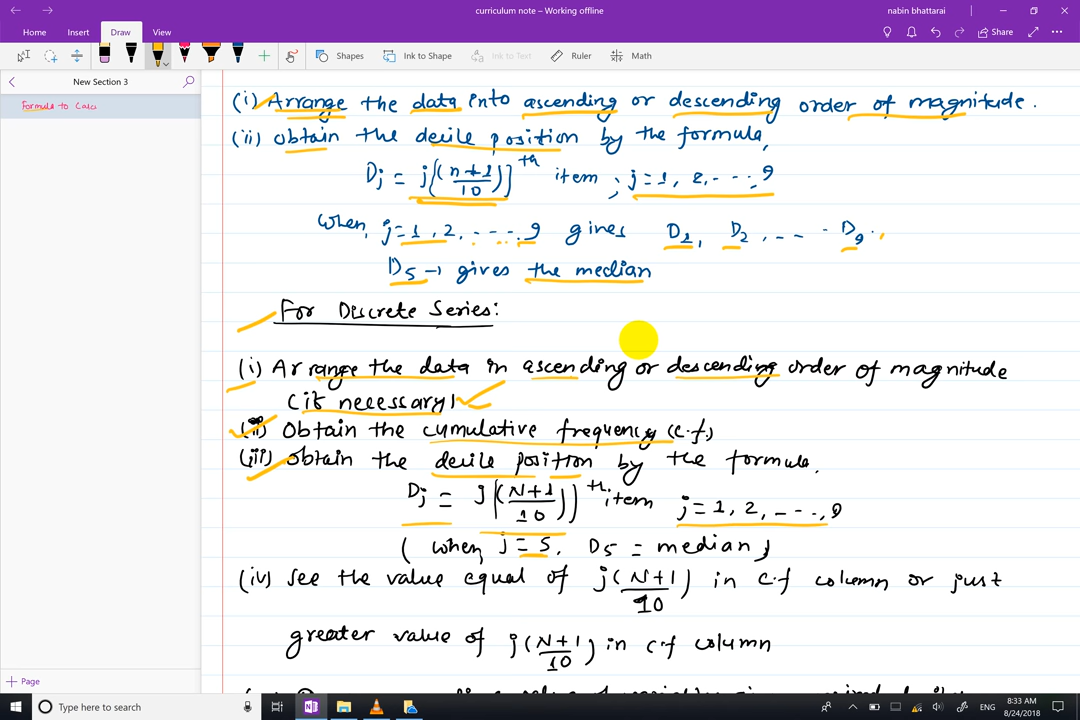 curriculum note – Working offline
nabin bhattarai
Home Insert Draw View
Share
Shapes Ink to Shape Ink to Text Ruler Math
New Section 3
Formula to Calcu
(i) Arrange the data into ascending or descending order of magnitude.
(ii) Obtain the decile position by the formula,
Dj = j[(n+1/10)]th item ; j = 1, 2, - - -, 9
When, j = 1, 2, - - - -, 9 gives D1, D2, - - - D9.
D5 → gives the median
For Discrete Series:
(i) Arrange the data in ascending or descending order of magnitude
(if necessary)
(ii) Obtain the cumulative frequency (c.f)
(iii) Obtain the decile position by the formula,
Dj = j(N+1/10)th item j = 1, 2, - - -, 9
(when, j = 5, D5 = median)
(iv) See the value equal of j(N+1/10) in c.f column or just
greater value of j(N+1/10) in c.f column
Page
Type here to search
ENG
8:33 AM
8/24/2018